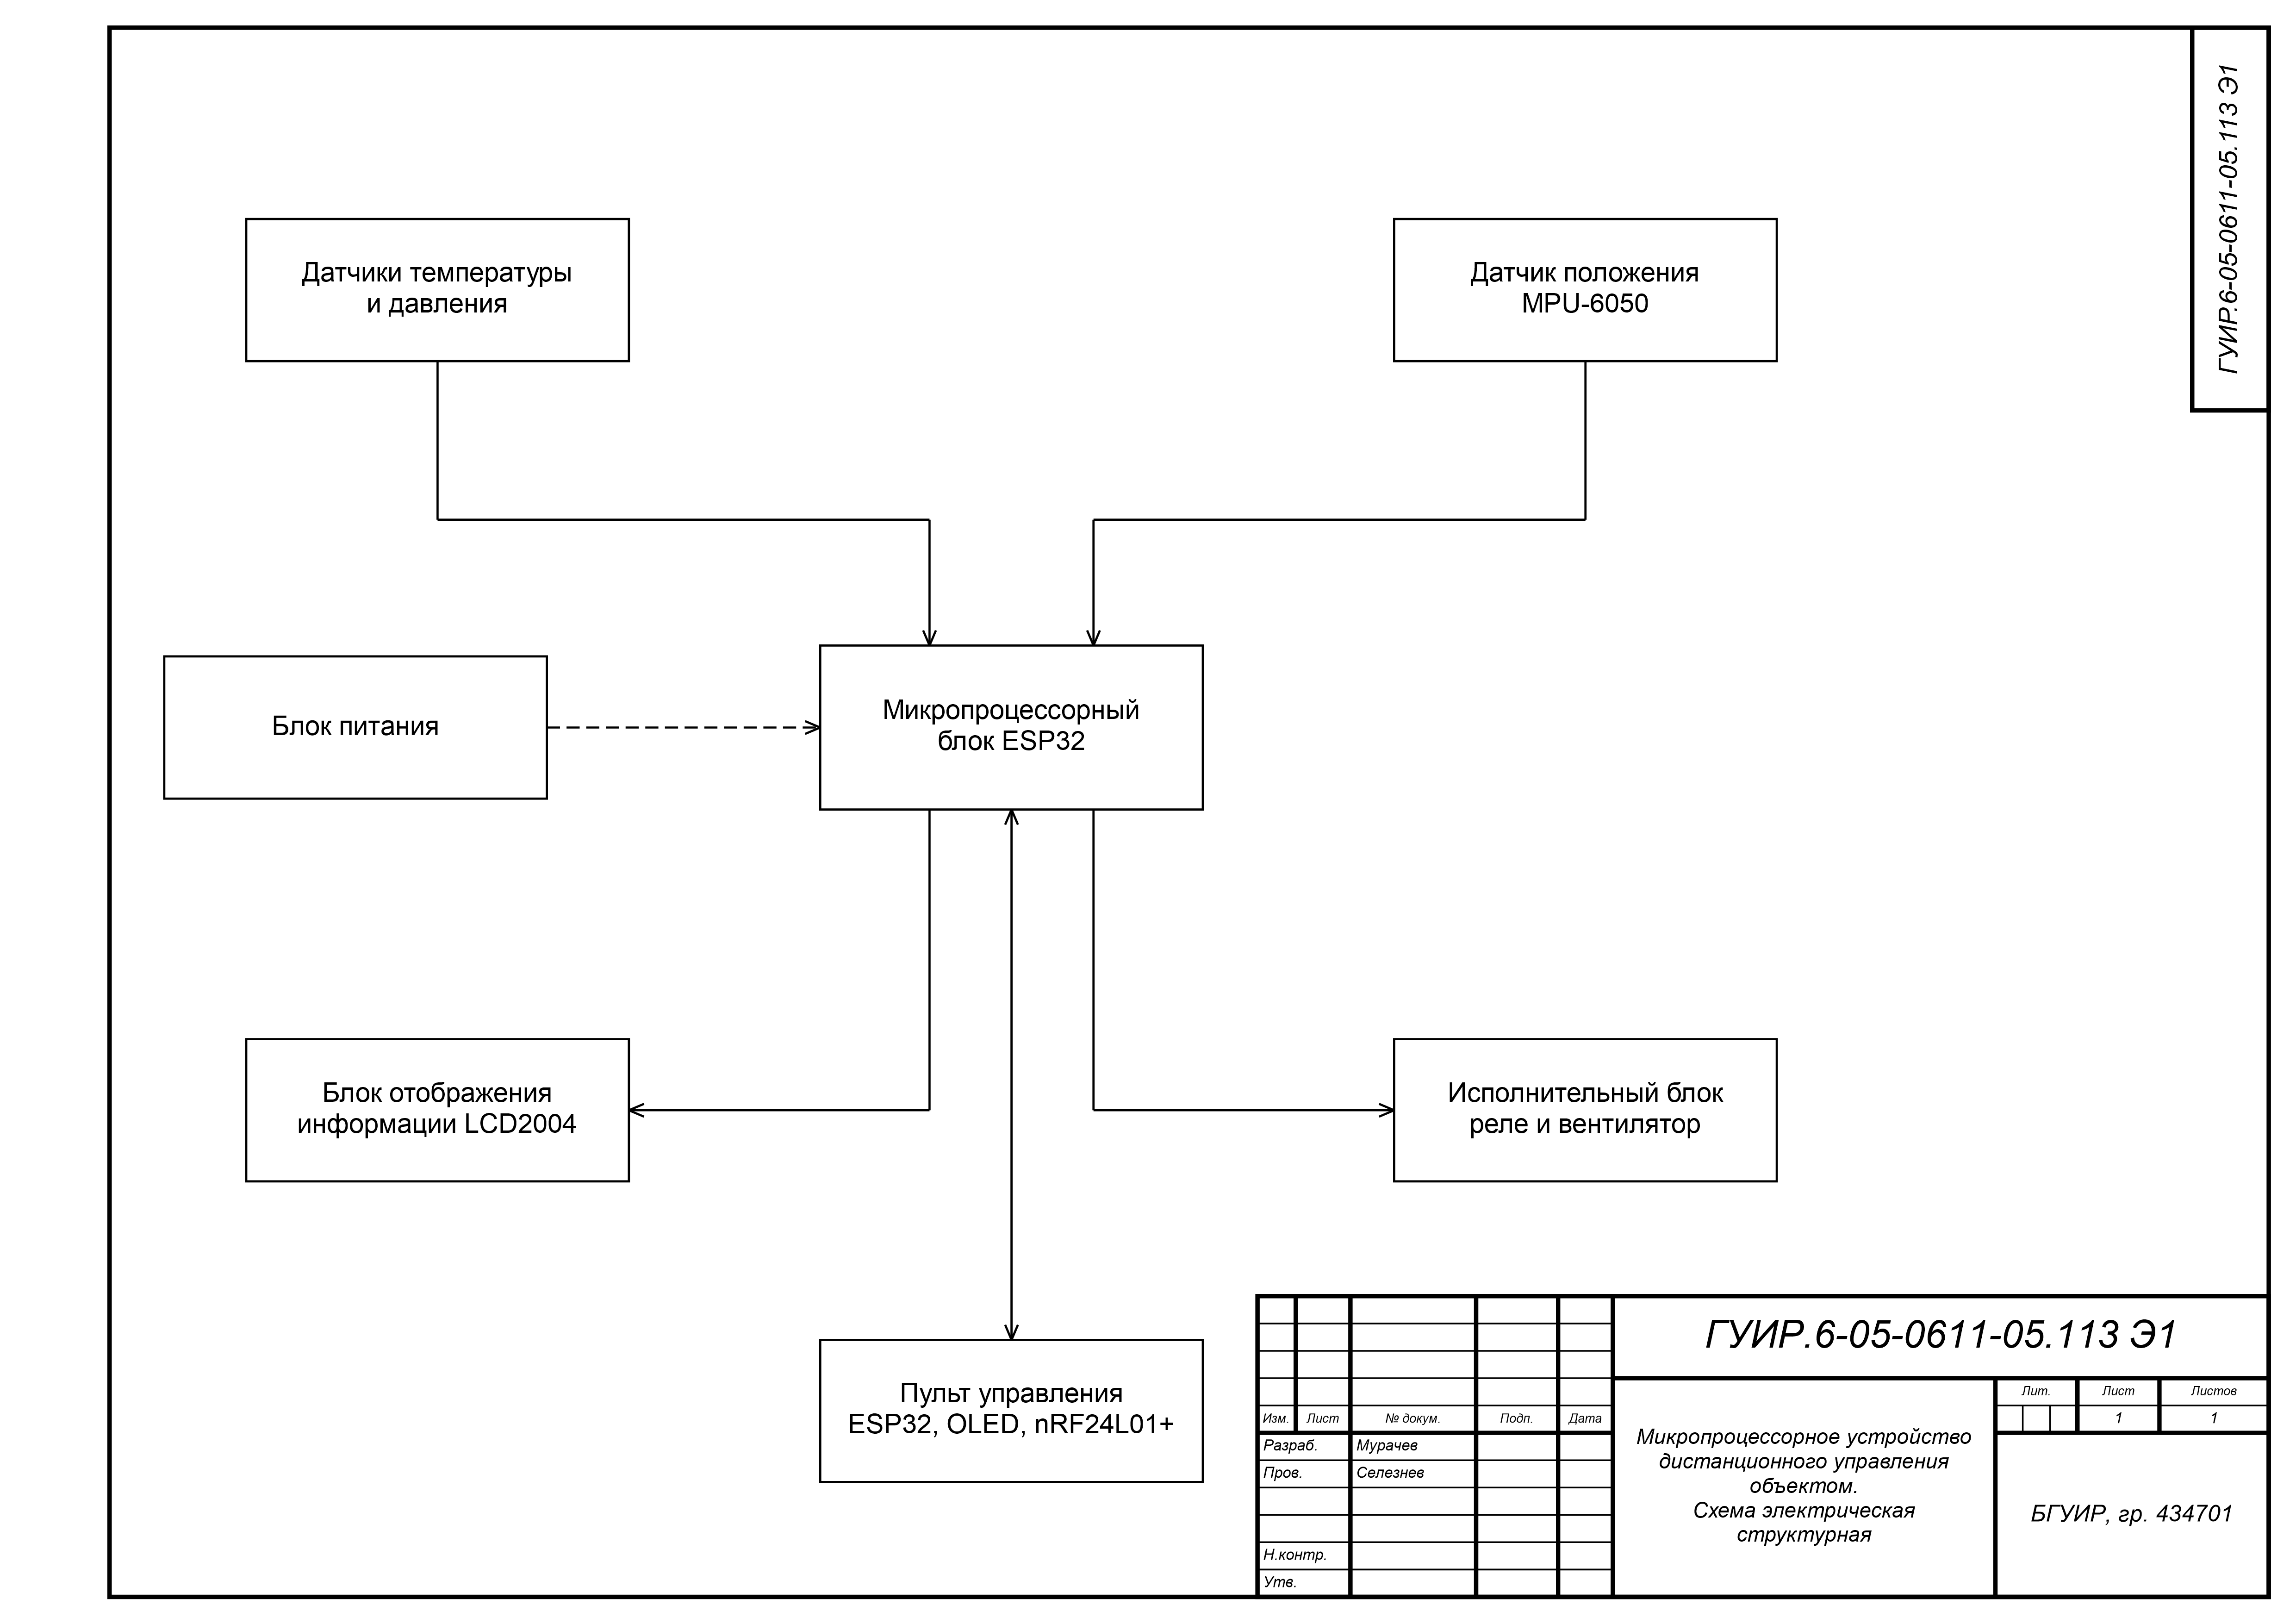 ГУИР.6-05-0611-05.113 Э1
Датчики температуры
и давления
Датчик положения
MPU-6050
Блок питания
Микропроцессорный
блок ESP32
Блок отображения
информации LCD2004
Исполнительный блок
реле и вентилятор
Пульт управления
ESP32, OLED, nRF24L01+
ГУИР.6-05-0611-05.113 Э1
Лит. Лист Листов
Изм. Лист № докум. Подп. Дата
1 1
Разраб. Мурачев
Пров. Селезнев
Н.контр.
Утв.
Микропроцессорное устройство
дистанционного управления
объектом.
Схема электрическая
структурная
БГУИР, гр. 434701